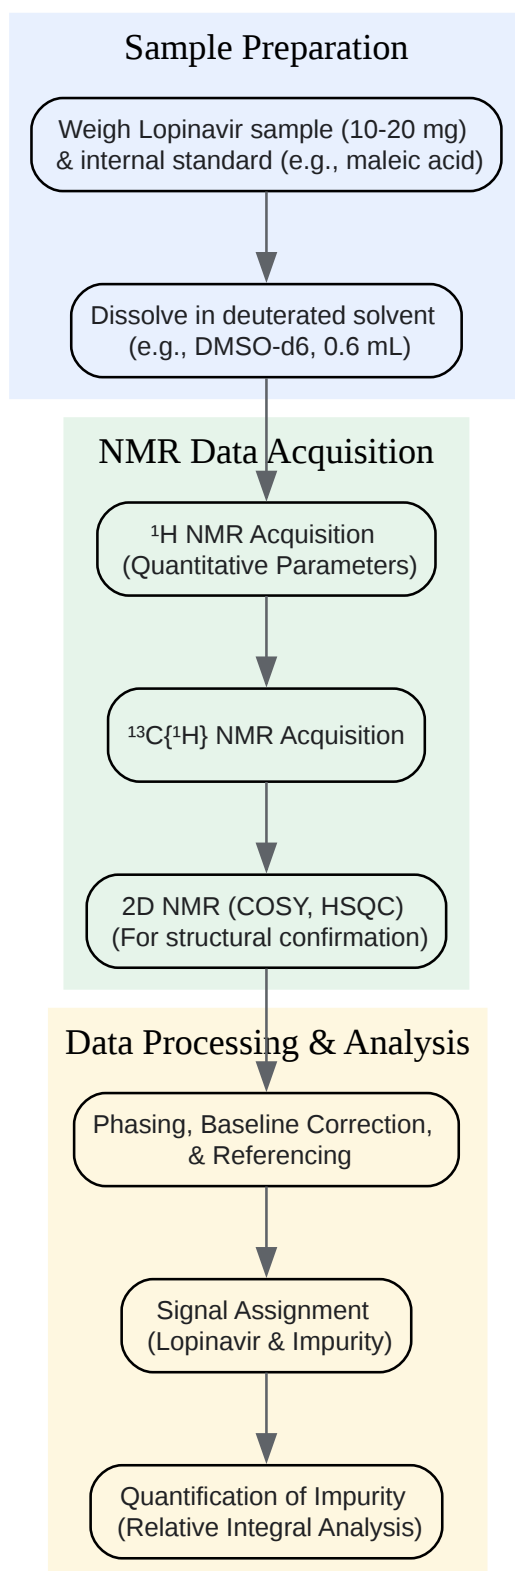 Sample Preparation
Weigh Lopinavir sample (10-20 mg)
& internal standard (e.g., maleic acid)
Dissolve in deuterated solvent
(e.g., DMSO-d6, 0.6 mL)
NMR Data Acquisition
¹H NMR Acquisition
(Quantitative Parameters)
¹³C{¹H} NMR Acquisition
2D NMR (COSY, HSQC)
(For structural confirmation)
Data Processing & Analysis
Phasing, Baseline Correction,
& Referencing
Signal Assignment
(Lopinavir & Impurity)
Quantification of Impurity
(Relative Integral Analysis)